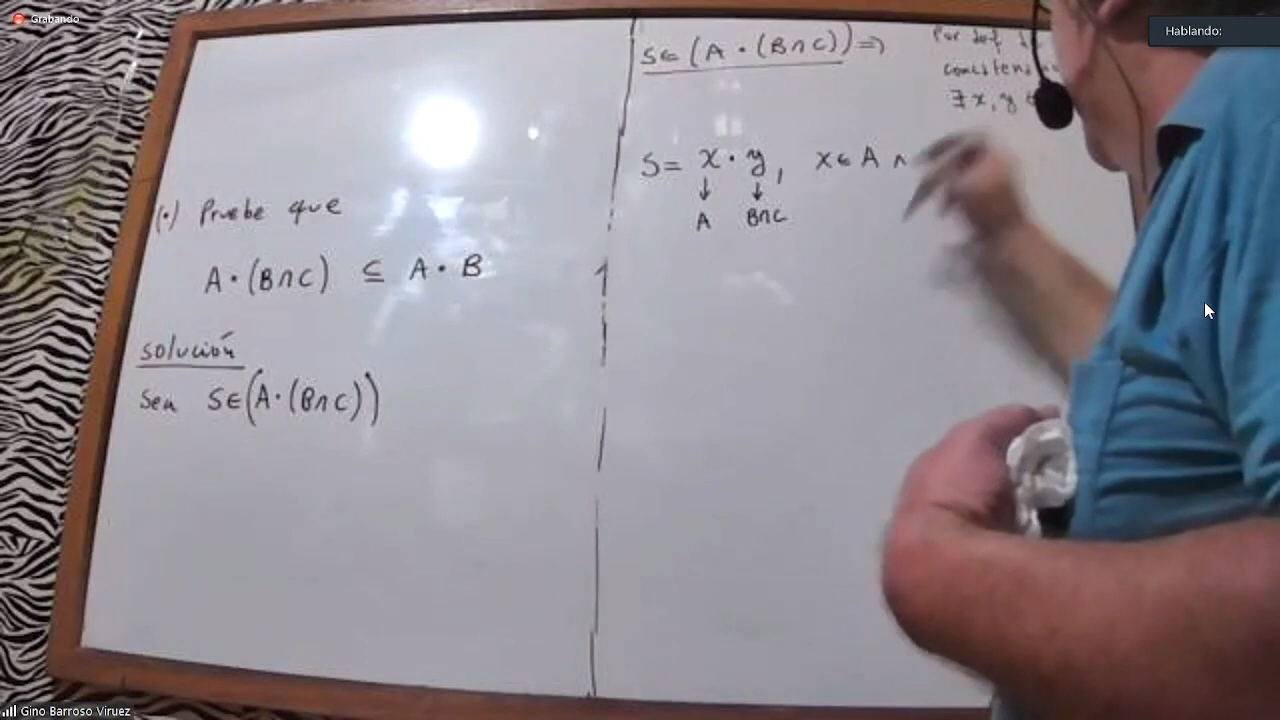 Grabando
Hablando:
(•) Pruebe que
A • (B∩C) ⊆ A • B
solución
Sea S∈(A•(B∩C))
S∈(A•(B∩C)) ⇒
Por def
∃ x, y
S = x • y, x∈A ∧
↓ ↓
A B∩C
Gino Barroso Viruez